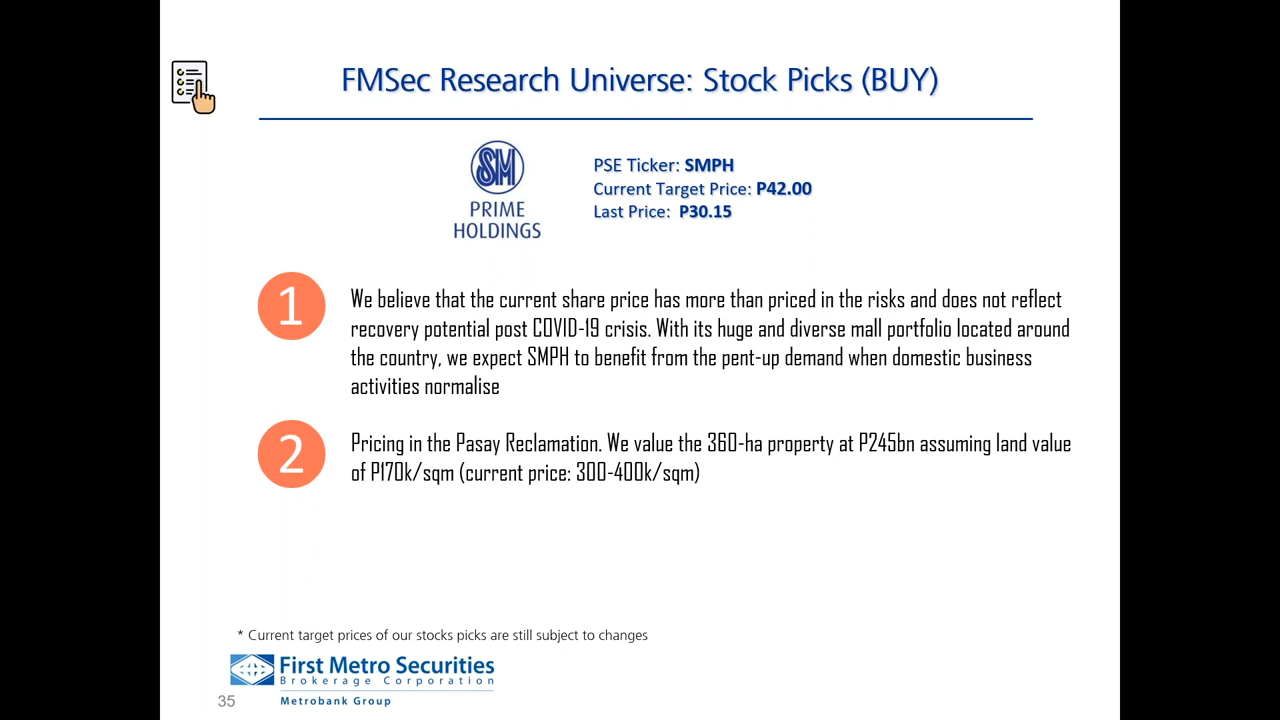 FMSec Research Universe: Stock Picks (BUY)
SM
PRIME
HOLDINGS
PSE Ticker: SMPH
Current Target Price: P42.00
Last Price: P30.15
1
We believe that the current share price has more than priced in the risks and does not reflect
recovery potential post COVID-19 crisis. With its huge and diverse mall portfolio located around
the country, we expect SMPH to benefit from the pent-up demand when domestic business
activities normalise
2
Pricing in the Pasay Reclamation. We value the 360-ha property at P245bn assuming land value
of P170k/sqm (current price: 300-400k/sqm)
* Current target prices of our stocks picks are still subject to changes
First Metro Securities
Brokerage Corporation
Metrobank Group
35